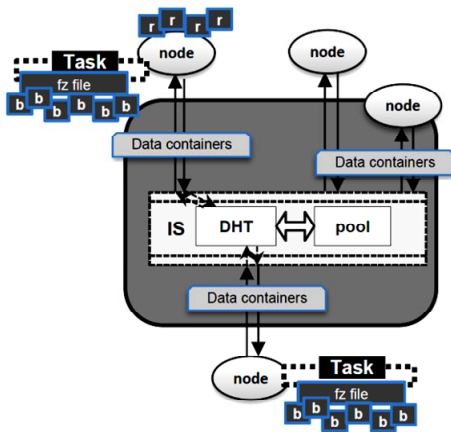 r r r r
node
node
Task
fz file
b b b b b b
node
Data containers
Data containers
IS
DHT
pool
Data containers
node
Task
fz file
b b b b b b